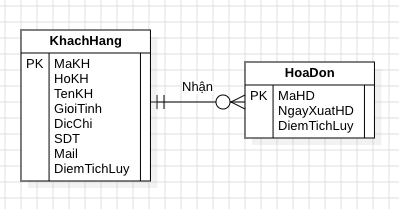 KhachHang
PK MaKH
HoKH
TenKH
GioiTinh
DicChi
SDT
Mail
DiemTichLuy
Nhận
HoaDon
PK MaHD
NgayXuatHD
DiemTichLuy